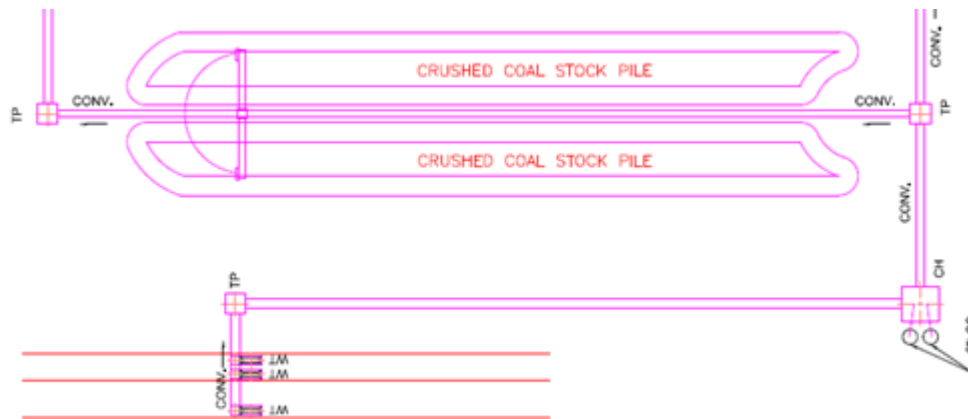 CONV.
CRUSHED COAL STOCK PILE
CONV.
CONV.
TP
TP
CRUSHED COAL STOCK PILE
CONV.
TP
CH
CONV.
WT
WT
WT